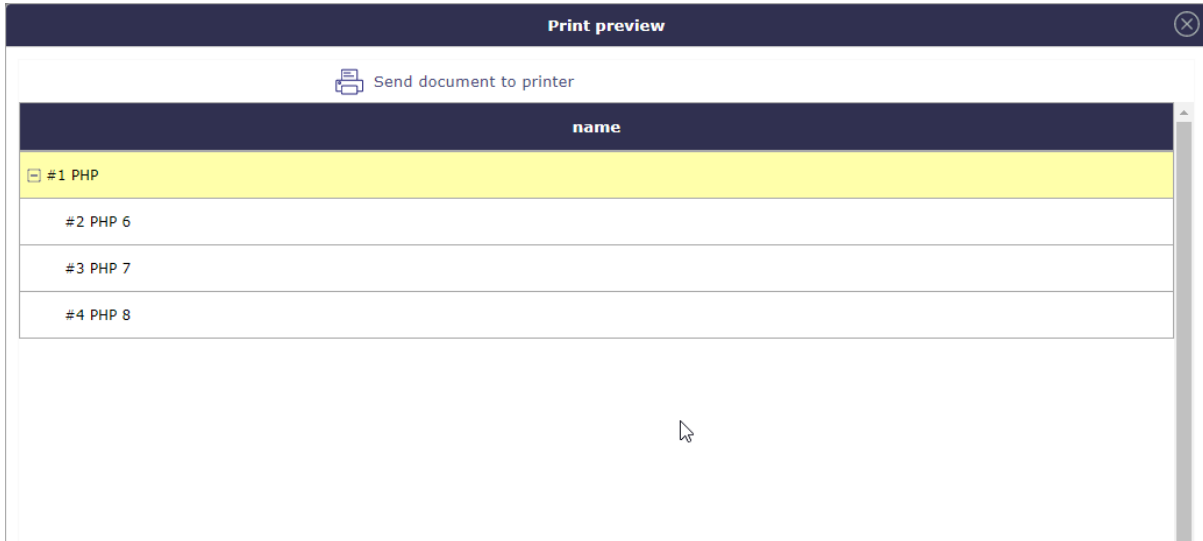 Print preview
Send document to printer
name
#1 PHP
#2 PHP 6
#3 PHP 7
#4 PHP 8